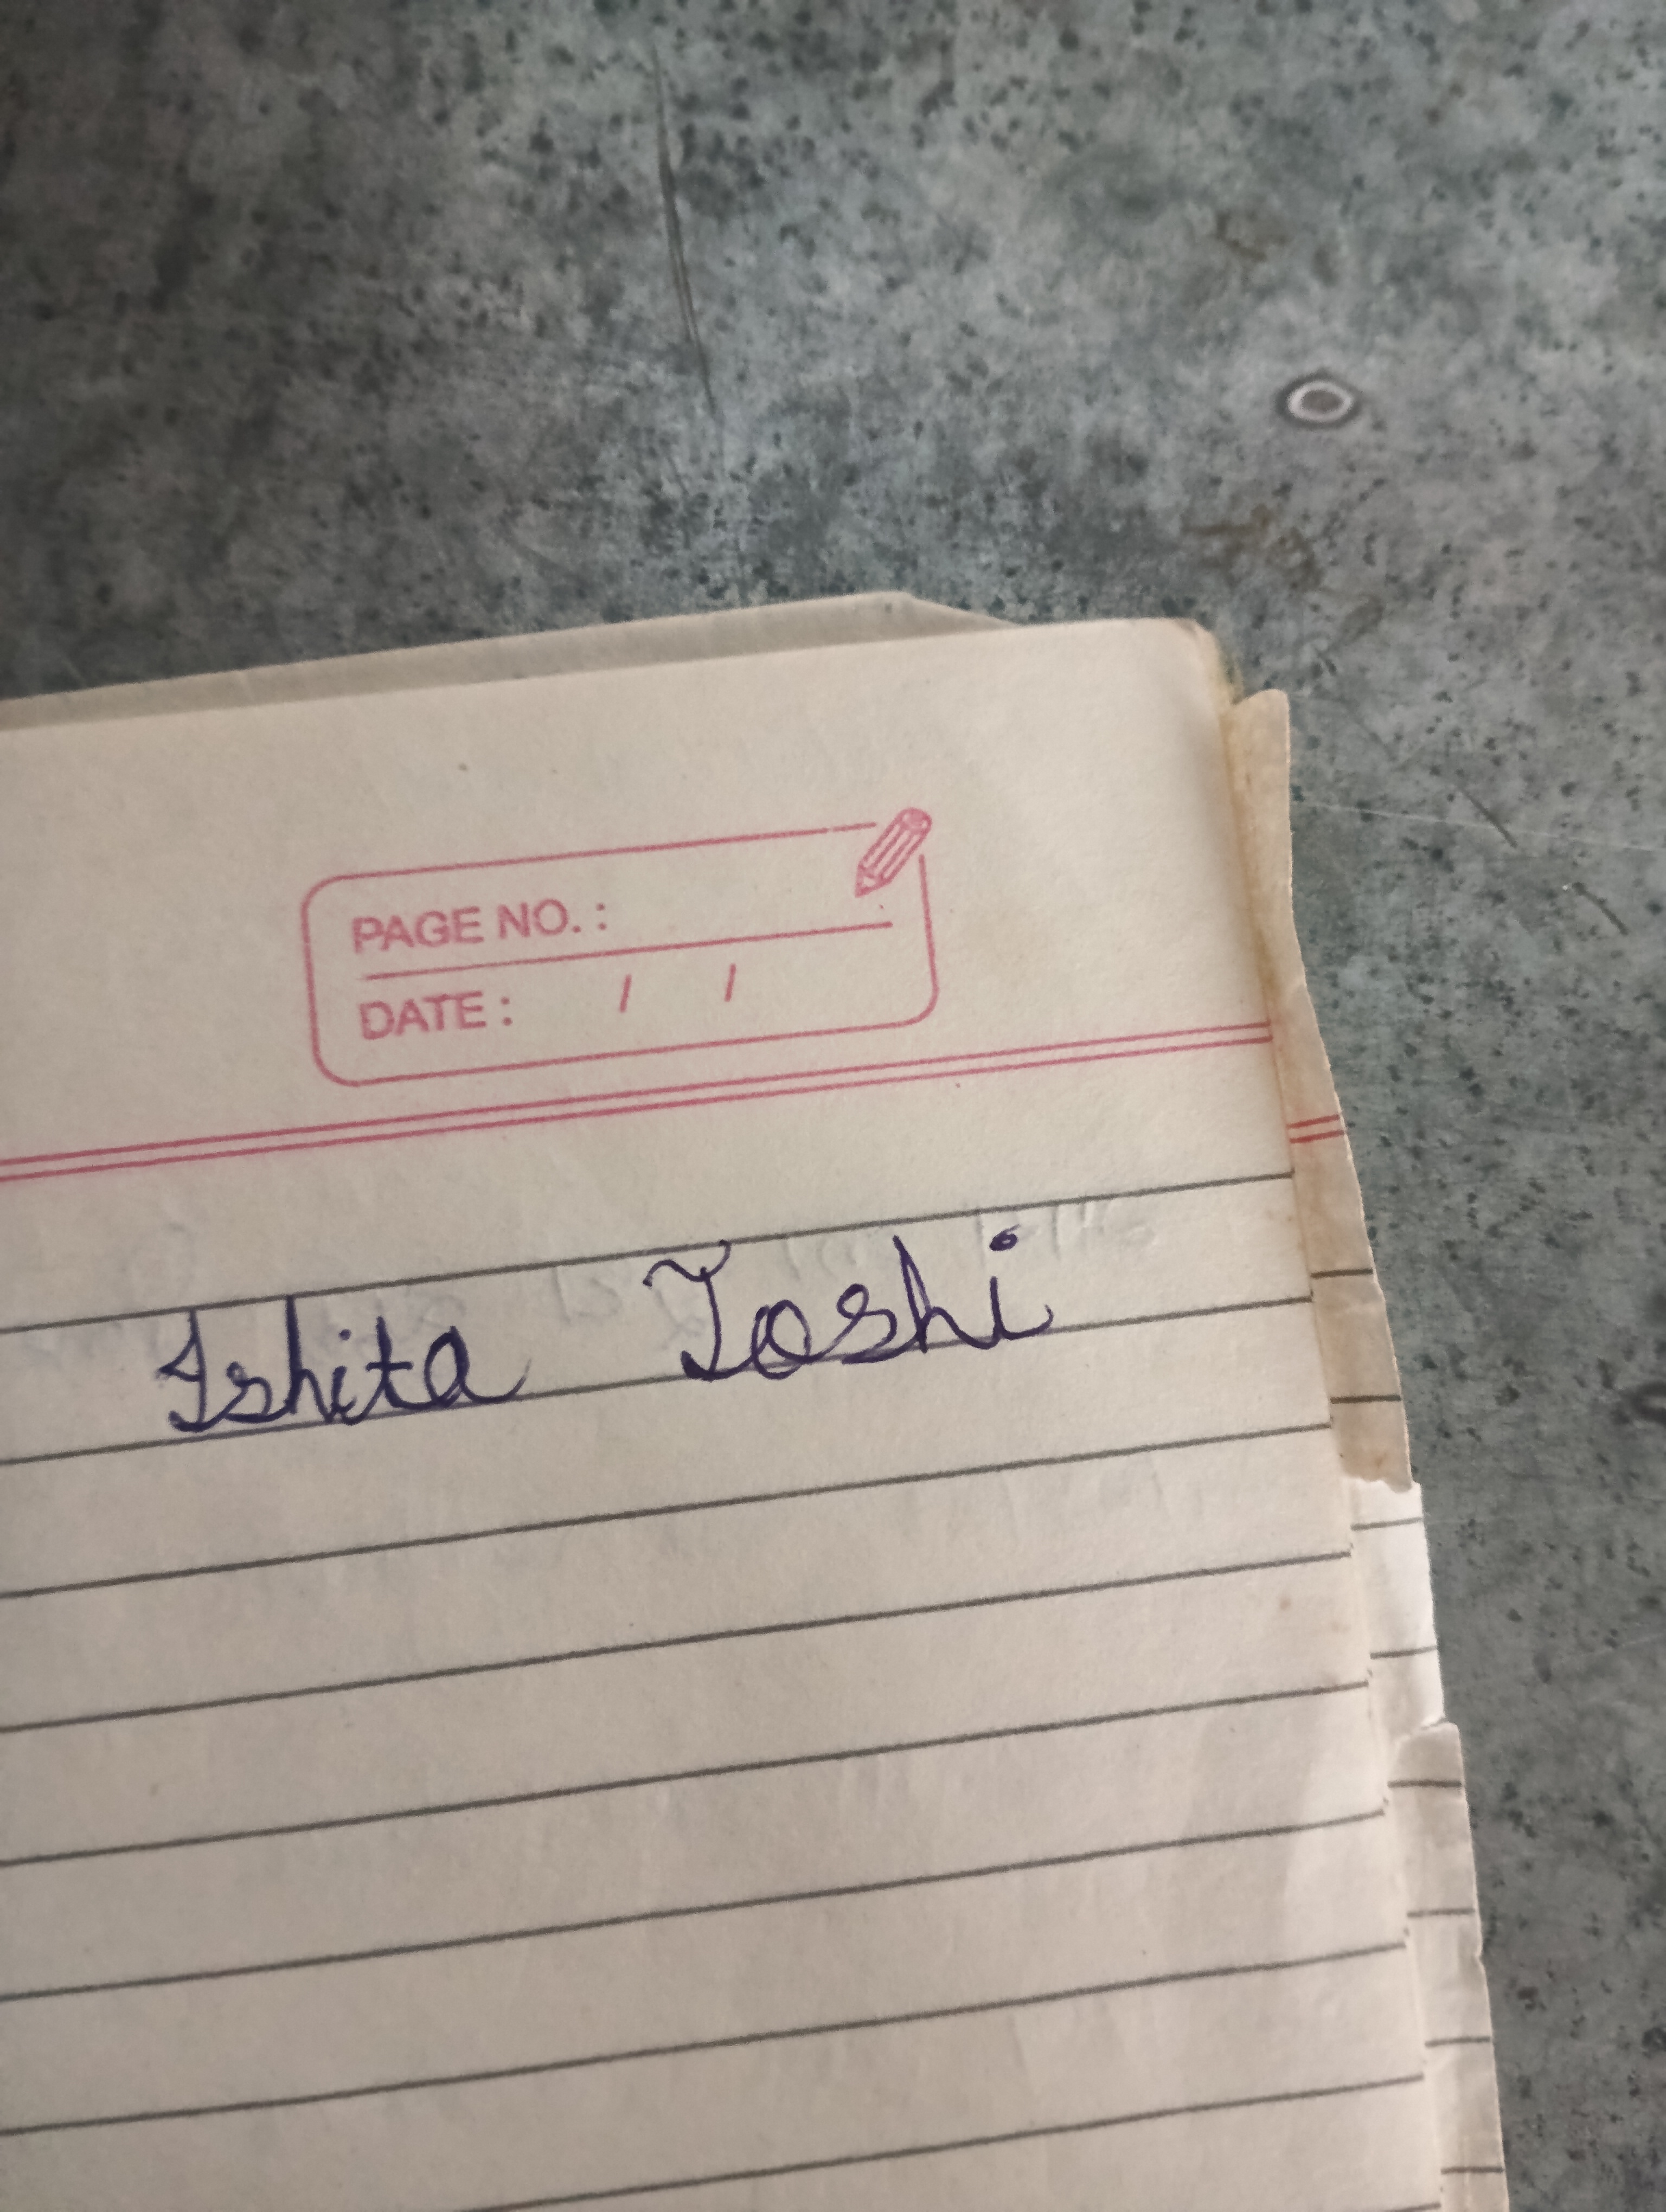 PAGE NO. :
DATE : / /
Ishita Joshi